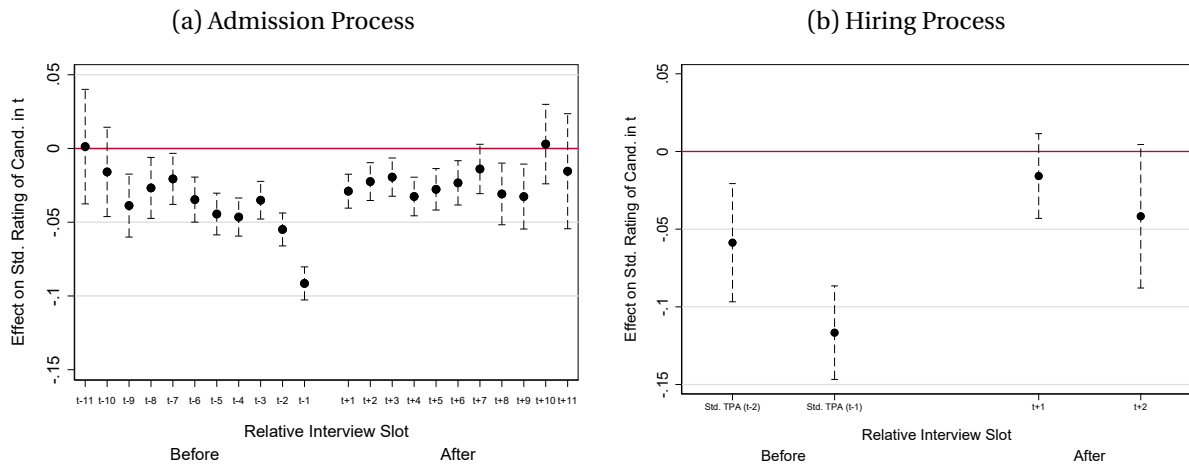 (a) Admission Process
Effect on Std. Rating of Cand. in t
.05
0
-.05
-.1
-.15
t-11 t-10 t-9 t-8 t-7 t-6 t-5 t-4 t-3 t-2 t-1 t+1 t+2 t+3 t+4 t+5 t+6 t+7 t+8 t+9 t+10 t+11
Relative Interview Slot
Before After
(b) Hiring Process
Effect on Std. Rating of Cand. in t
.05
0
-.05
-.1
-.15
Std. TPA (t-2) Std. TPA (t-1) t+1 t+2
Relative Interview Slot
Before After